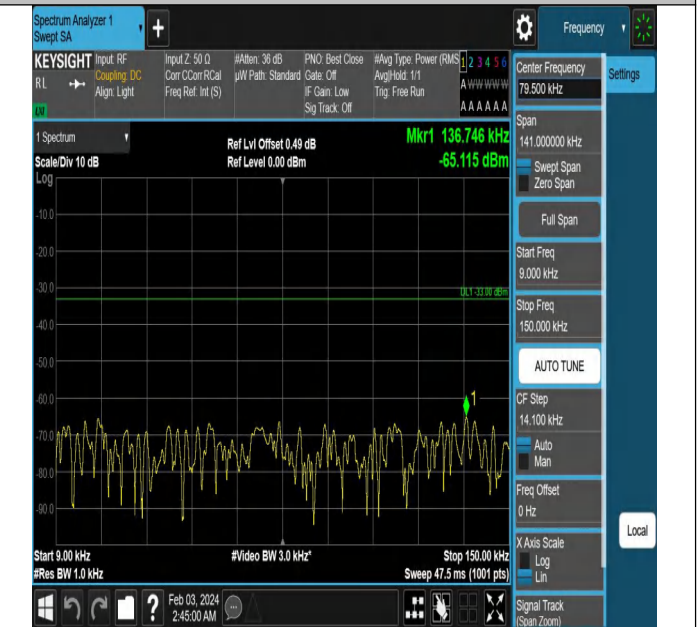 Spectrum Analyzer 1
Swept SA
Frequency
KEYSIGHT
RL
Input: RF
Coupling: DC
Align: Light
Input Z: 50 Ω
Corr CCorr RCal
Freq Ref: Int (S)
#Atten: 36 dB
µW Path: Standard
PNO: Best Close
Gate: Off
IF Gain: Low
Sig Track: Off
#Avg Type: Power (RMS
Avg|Hold: 1/1
Trig: Free Run
1 2 3 4 5 6
A W W W W W
A A A A A A
1 Spectrum
Scale/Div 10 dB
Log
Ref Lvl Offset 0.49 dB
Ref Level 0.00 dBm
Mkr1 136.746 kHz
-65.115 dBm
-10.0
-20.0
-30.0
DL1 -33.00 dBm
-40.0
-50.0
-60.0
1
-70.0
-80.0
-90.0
Start 9.00 kHz
#Res BW 1.0 kHz
#Video BW 3.0 kHz*
Stop 150.00 kHz
Sweep 47.5 ms (1001 pts)
Feb 03, 2024
2:45:00 AM
Center Frequency
79.500 kHz
Span
141.000000 kHz
Swept Span
Zero Span
Full Span
Start Freq
9.000 kHz
Stop Freq
150.000 kHz
AUTO TUNE
CF Step
14.100 kHz
Auto
Man
Freq Offset
0 Hz
X Axis Scale
Log
Lin
Signal Track
(Span Zoom)
Settings
Local